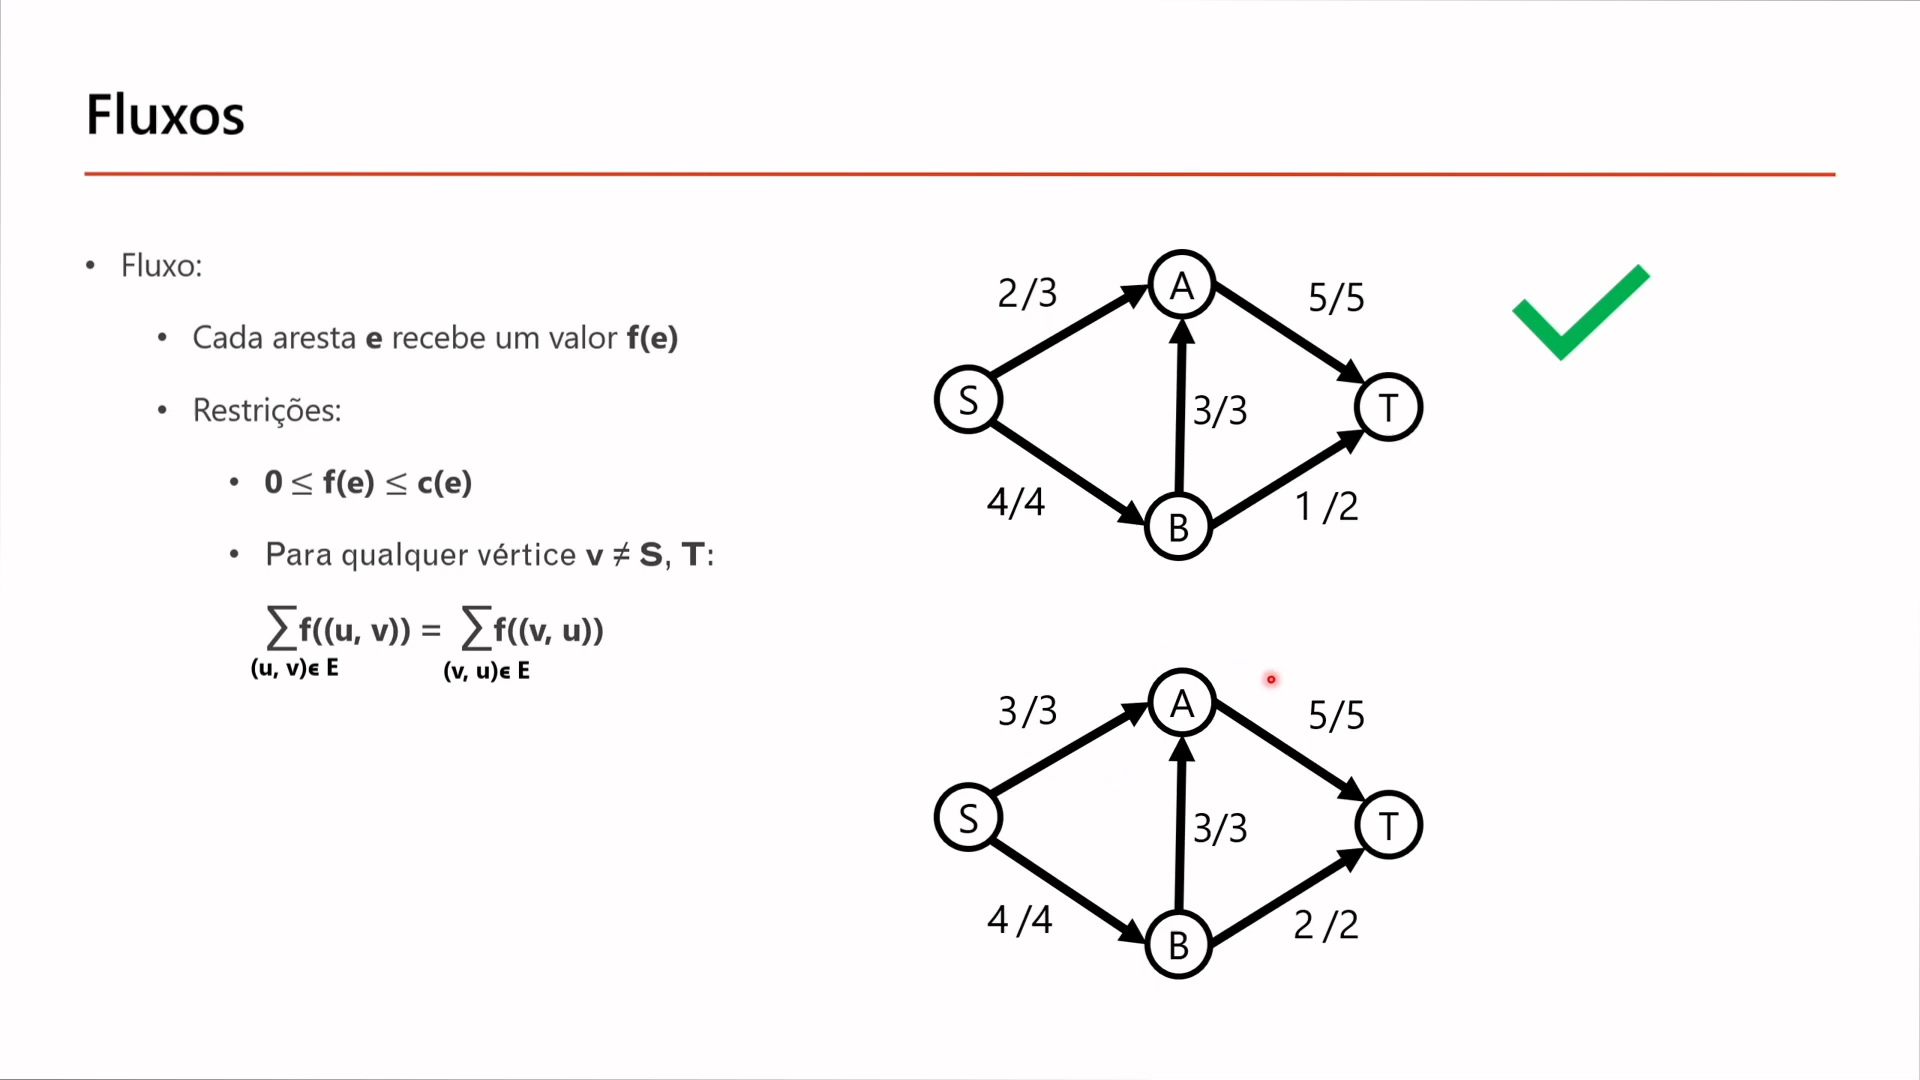 Fluxos
• Fluxo:
• Cada aresta e recebe um valor f(e)
• Restrições:
• 0 ≤ f(e) ≤ c(e)
• Para qualquer vértice v ≠ S, T:
∑f((u, v)) = ∑f((v, u))
(u, v)ϵ E (v, u)ϵ E
A
2/3
5/5
S
3/3
T
4/4
1 /2
B
A
3/3
5/5
S
3/3
T
4 /4
2 /2
B